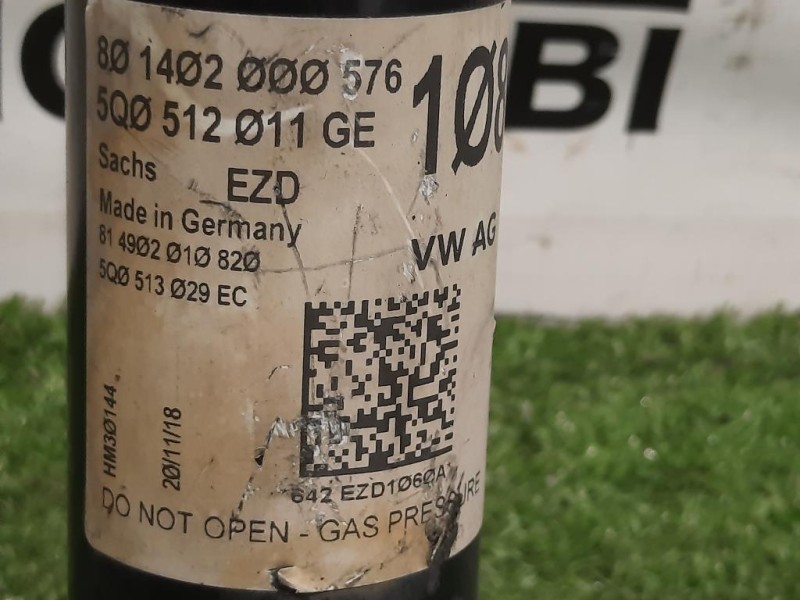 BI
8Ø 14Ø2 ØØØ 576
1Ø8
5QØ 512 Ø11 GE
Sachs
EZD
Made in Germany
VW AG
81 49Ø2 Ø1Ø 82Ø
5QØ 513 Ø29 EC
HM3Ø144
2Ø/11/18
642 EZD1Ø6ØA
DO NOT OPEN - GAS PRESSURE